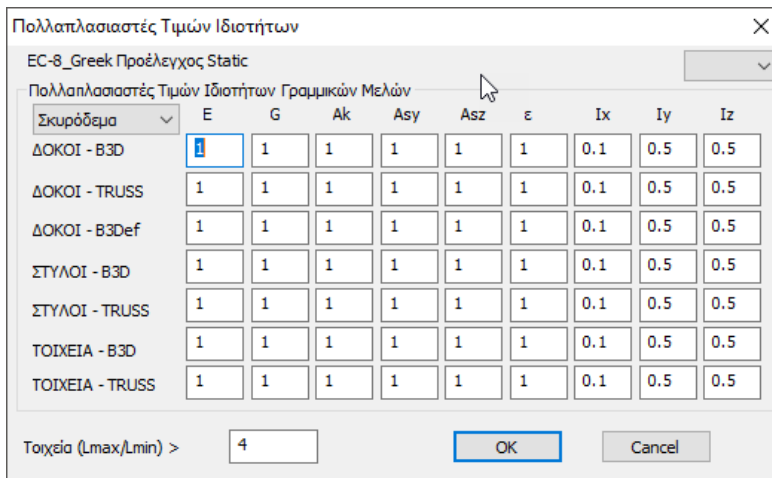 Πολλαπλασιαστές Τιμών Ιδιοτήτων
EC-8_Greek Προέλεγχος Static
Πολλαπλασιαστές Τιμών Ιδιοτήτων Γραμμικών Μελών
Σκυρόδεμα E G Ak Asy Asz ε Ix Iy Iz
ΔΟΚΟΙ - B3D 1 1 1 1 1 1 0.1 0.5 0.5
ΔΟΚΟΙ - TRUSS 1 1 1 1 1 1 0.1 0.5 0.5
ΔΟΚΟΙ - B3Def 1 1 1 1 1 1 0.1 0.5 0.5
ΣΤΥΛΟΙ - B3D 1 1 1 1 1 1 0.1 0.5 0.5
ΣΤΥΛΟΙ - TRUSS 1 1 1 1 1 1 0.1 0.5 0.5
ΤΟΙΧΕΙΑ - B3D 1 1 1 1 1 1 0.1 0.5 0.5
ΤΟΙΧΕΙΑ - TRUSS 1 1 1 1 1 1 0.1 0.5 0.5
Τοιχεία (Lmax/Lmin) > 4 OK Cancel